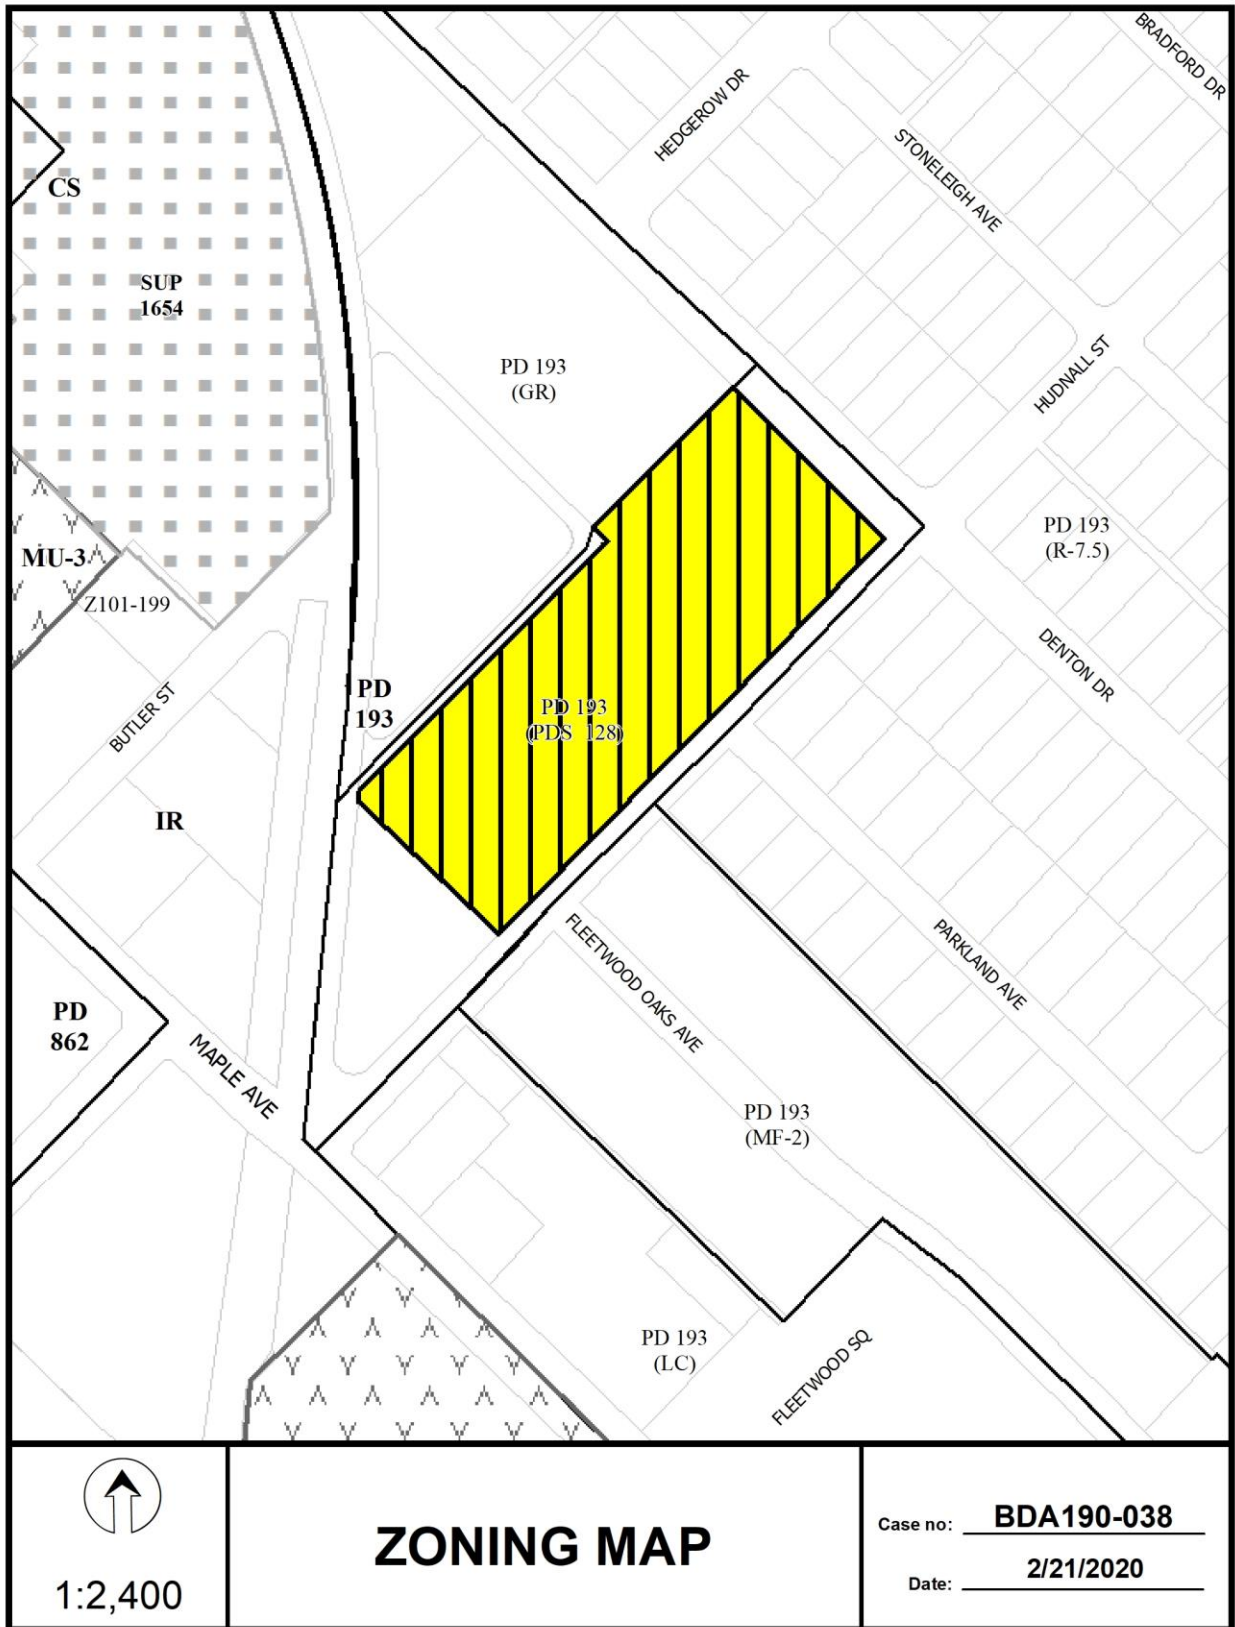 BRADFORD DR
HEDGEROW DR
STONELEIGH AVE
CS
SUP
1654
HUDNALL ST
PD 193
(GR)
PD 193
(R-7.5)
MU-3
Z101-199
DENTON DR
PD
193
BUTLER ST
PD 193
(PDS 128)
IR
FLEETWOOD OAKS AVE
PARKLAND AVE
PD
862
MAPLE AVE
PD 193
(MF-2)
PD 193
(LC)
FLEETWOOD SQ
1:2,400
ZONING MAP
Case no: BDA190-038
Date: 2/21/2020